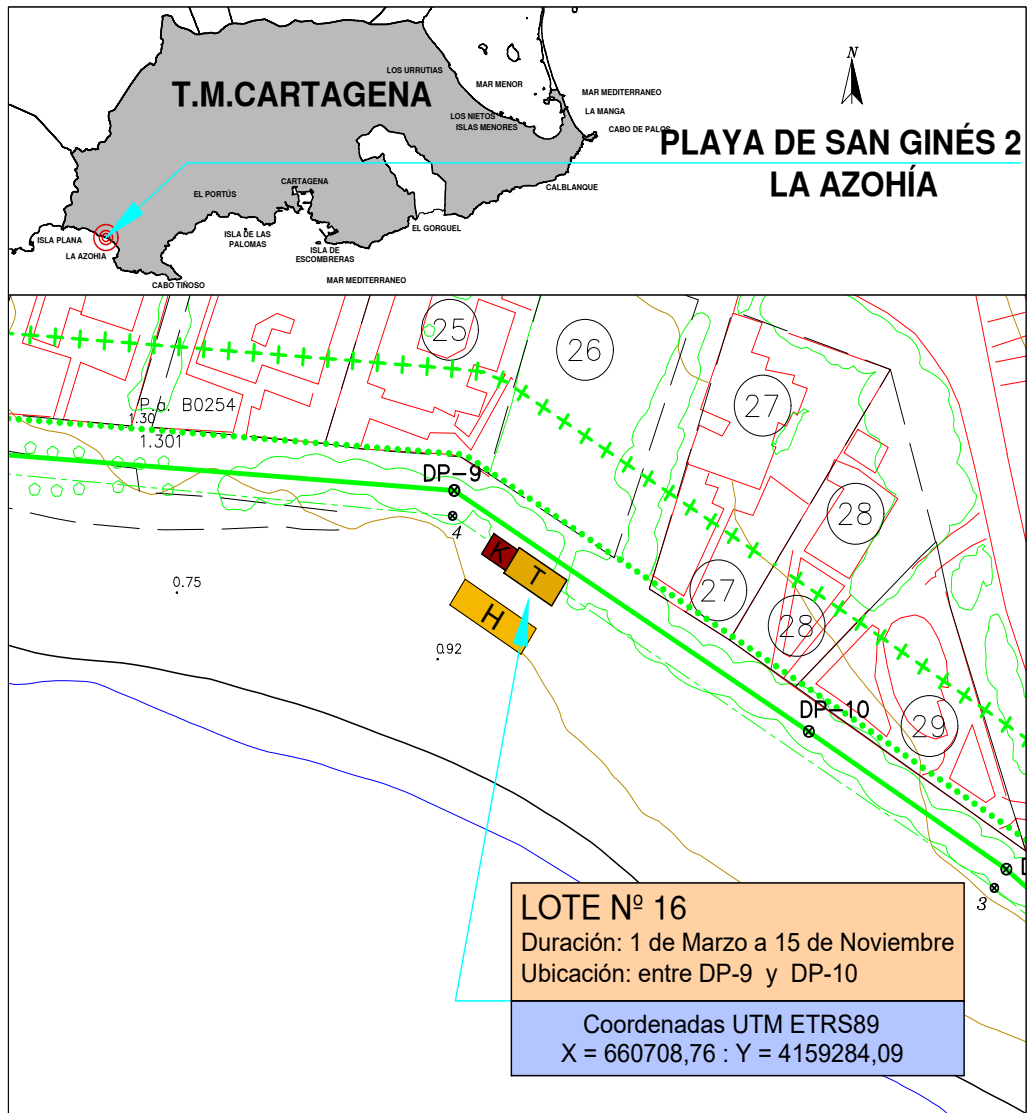 LOS URRUTIAS
T.M.CARTAGENA
MAR MENOR
MAR MEDITERRANEO
LA MANGA
LOS NIETOS
ISLAS MENORES
CABO DE PALOS
N
PLAYA DE SAN GINÉS 2
LA AZOHÍA
CARTAGENA
EL PORTÚS
CALBLANQUE
EL GORGUEL
ISLA PLANA
LA AZOHIA
ISLA DE LAS
PALOMAS
ISLA DE
ESCOMBRERAS
CABO TIÑOSO
MAR MEDITERRANEO
25
26
27
28
P.a. B0254
1.30
1.301
DP-9
4
K
T
H
27
28
29
0.75
0.92
DP-10
D
3
LOTE Nº 16
Duración: 1 de Marzo a 15 de Noviembre
Ubicación: entre DP-9 y DP-10
Coordenadas UTM ETRS89
X = 660708,76 : Y = 4159284,09